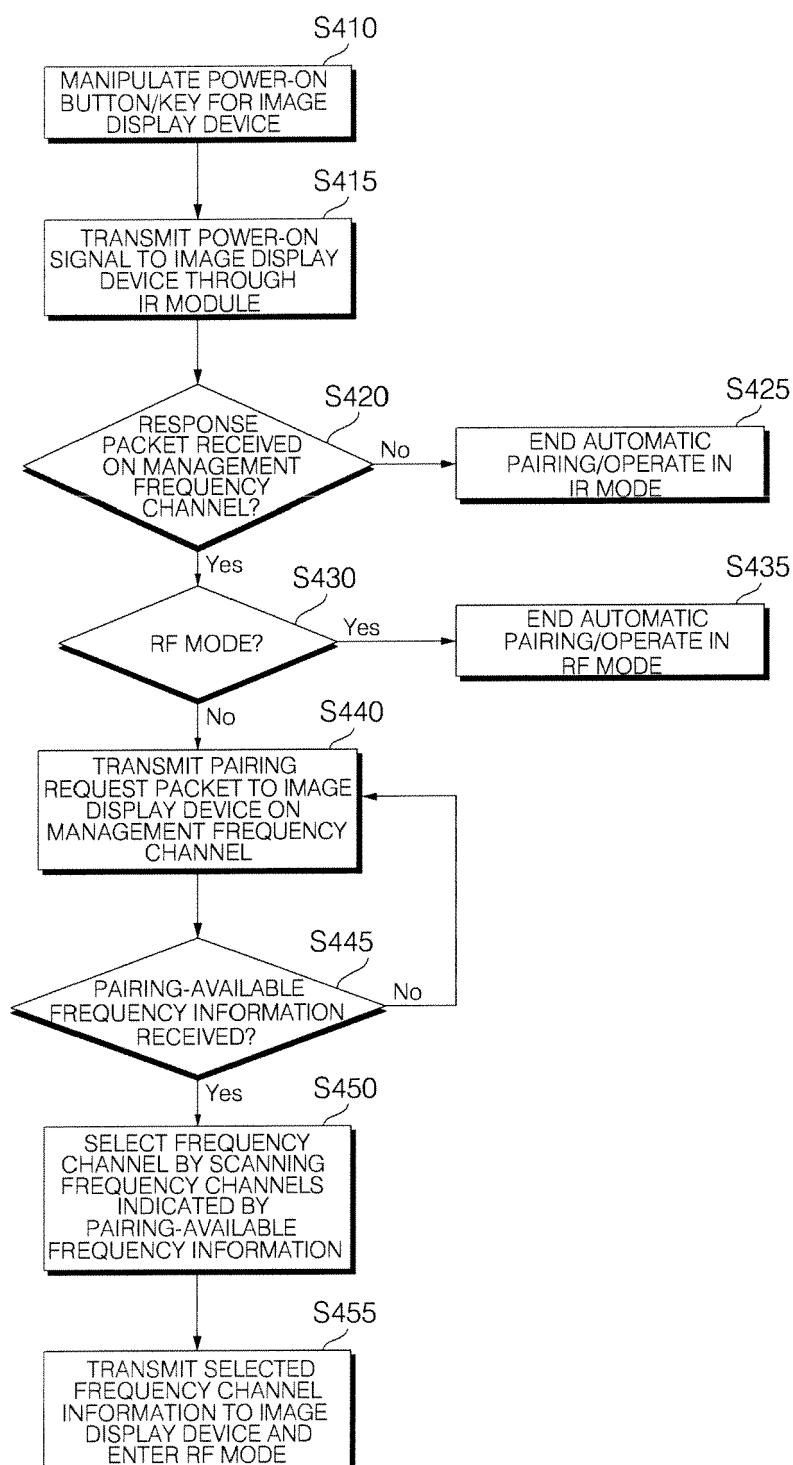 S410
MANIPULATE POWER-ON
BUTTON/KEY FOR IMAGE
DISPLAY DEVICE
S415
TRANSMIT POWER-ON
SIGNAL TO IMAGE DISPLAY
DEVICE THROUGH
IR MODULE
S420
RESPONSE
PACKET RECEIVED
ON MANAGEMENT
FREQUENCY
CHANNEL?
No
S425
END AUTOMATIC
PAIRING/OPERATE IN
IR MODE
Yes
S430
RF MODE?
Yes
S435
END AUTOMATIC
PAIRING/OPERATE IN
RF MODE
No
S440
TRANSMIT PAIRING
REQUEST PACKET TO IMAGE
DISPLAY DEVICE ON
MANAGEMENT FREQUENCY
CHANNEL
S445
PAIRING-AVAILABLE
FREQUENCY INFORMATION
RECEIVED?
No
Yes
S450
SELECT FREQUENCY
CHANNEL BY SCANNING
FREQUENCY CHANNELS
INDICATED BY
PAIRING-AVAILABLE
FREQUENCY INFORMATION
S455
TRANSMIT SELECTED
FREQUENCY CHANNEL
INFORMATION TO IMAGE
DISPLAY DEVICE AND
ENTER RF MODE